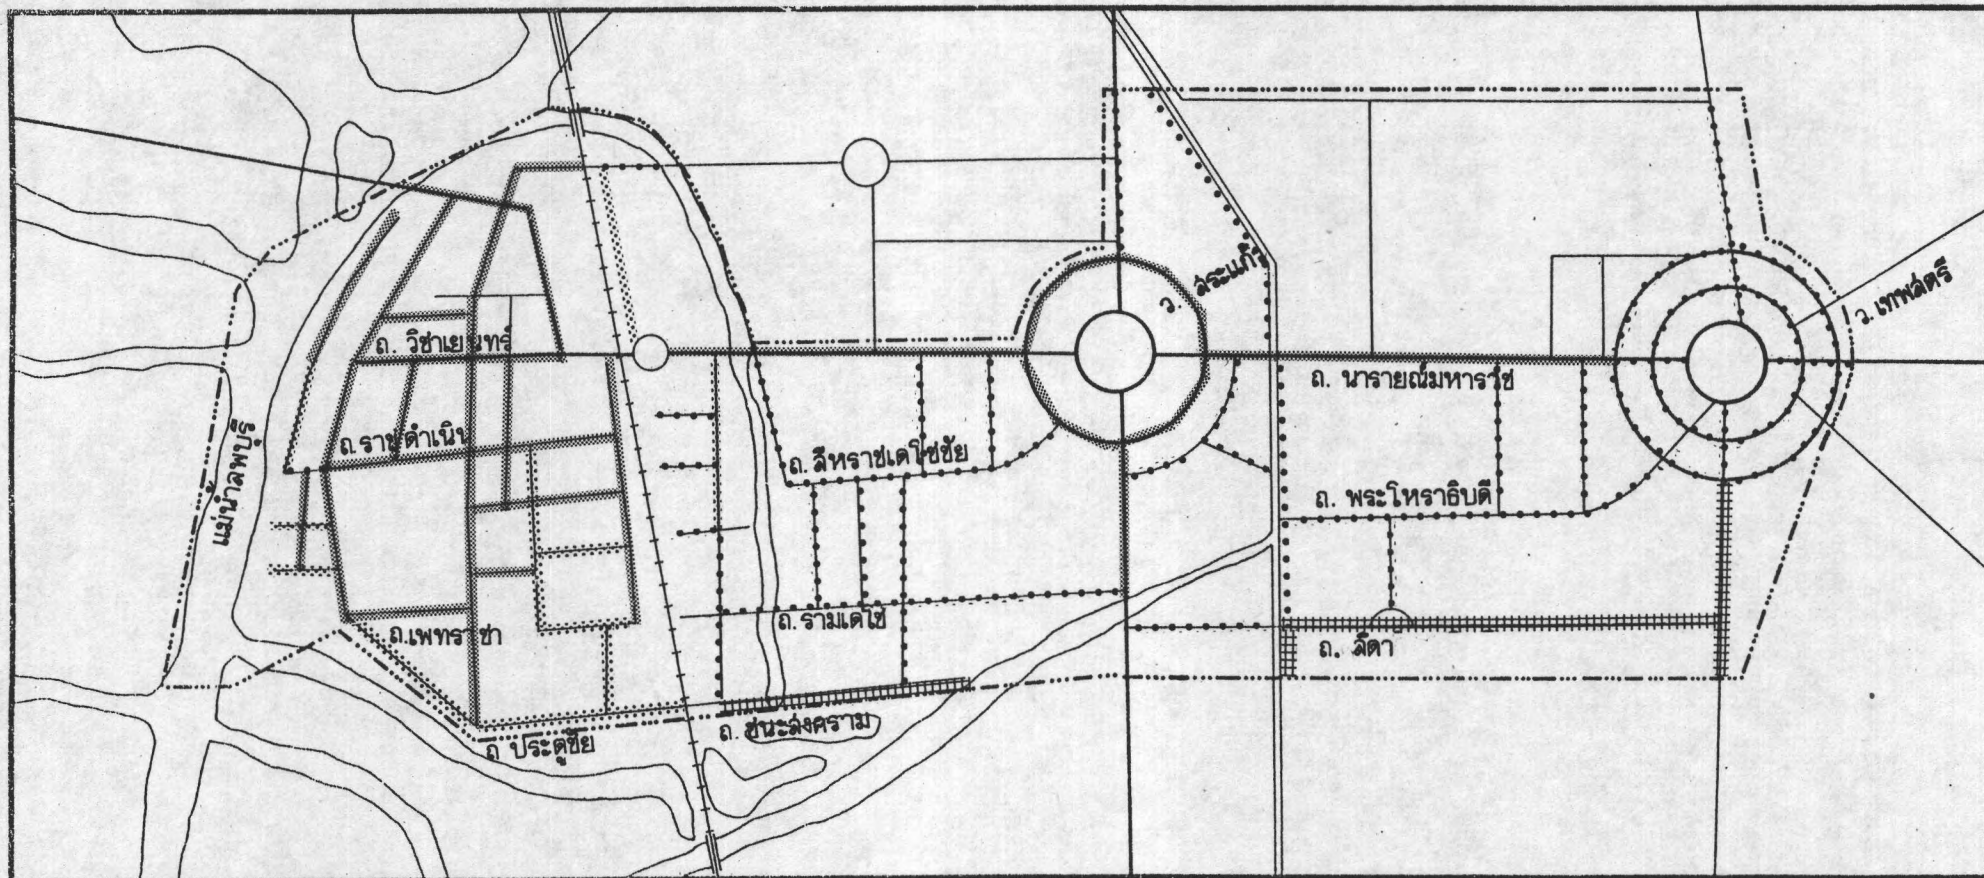 ว. สระแก้ว
ว. เทพสตรี
ถ. วิชาเยนทร์
ถ. นารายณ์มหาราช
แม่น้ำลพบุรี
ถ.ราชดำเนิน
ถ. สีหราชเดโชชัย
ถ. พระโหราธิบดี
ถ.เพทราชา
ถ. รามเดโช
ถ. สีดา
ถ ประตูชัย
ถ. ชนะสงคราม